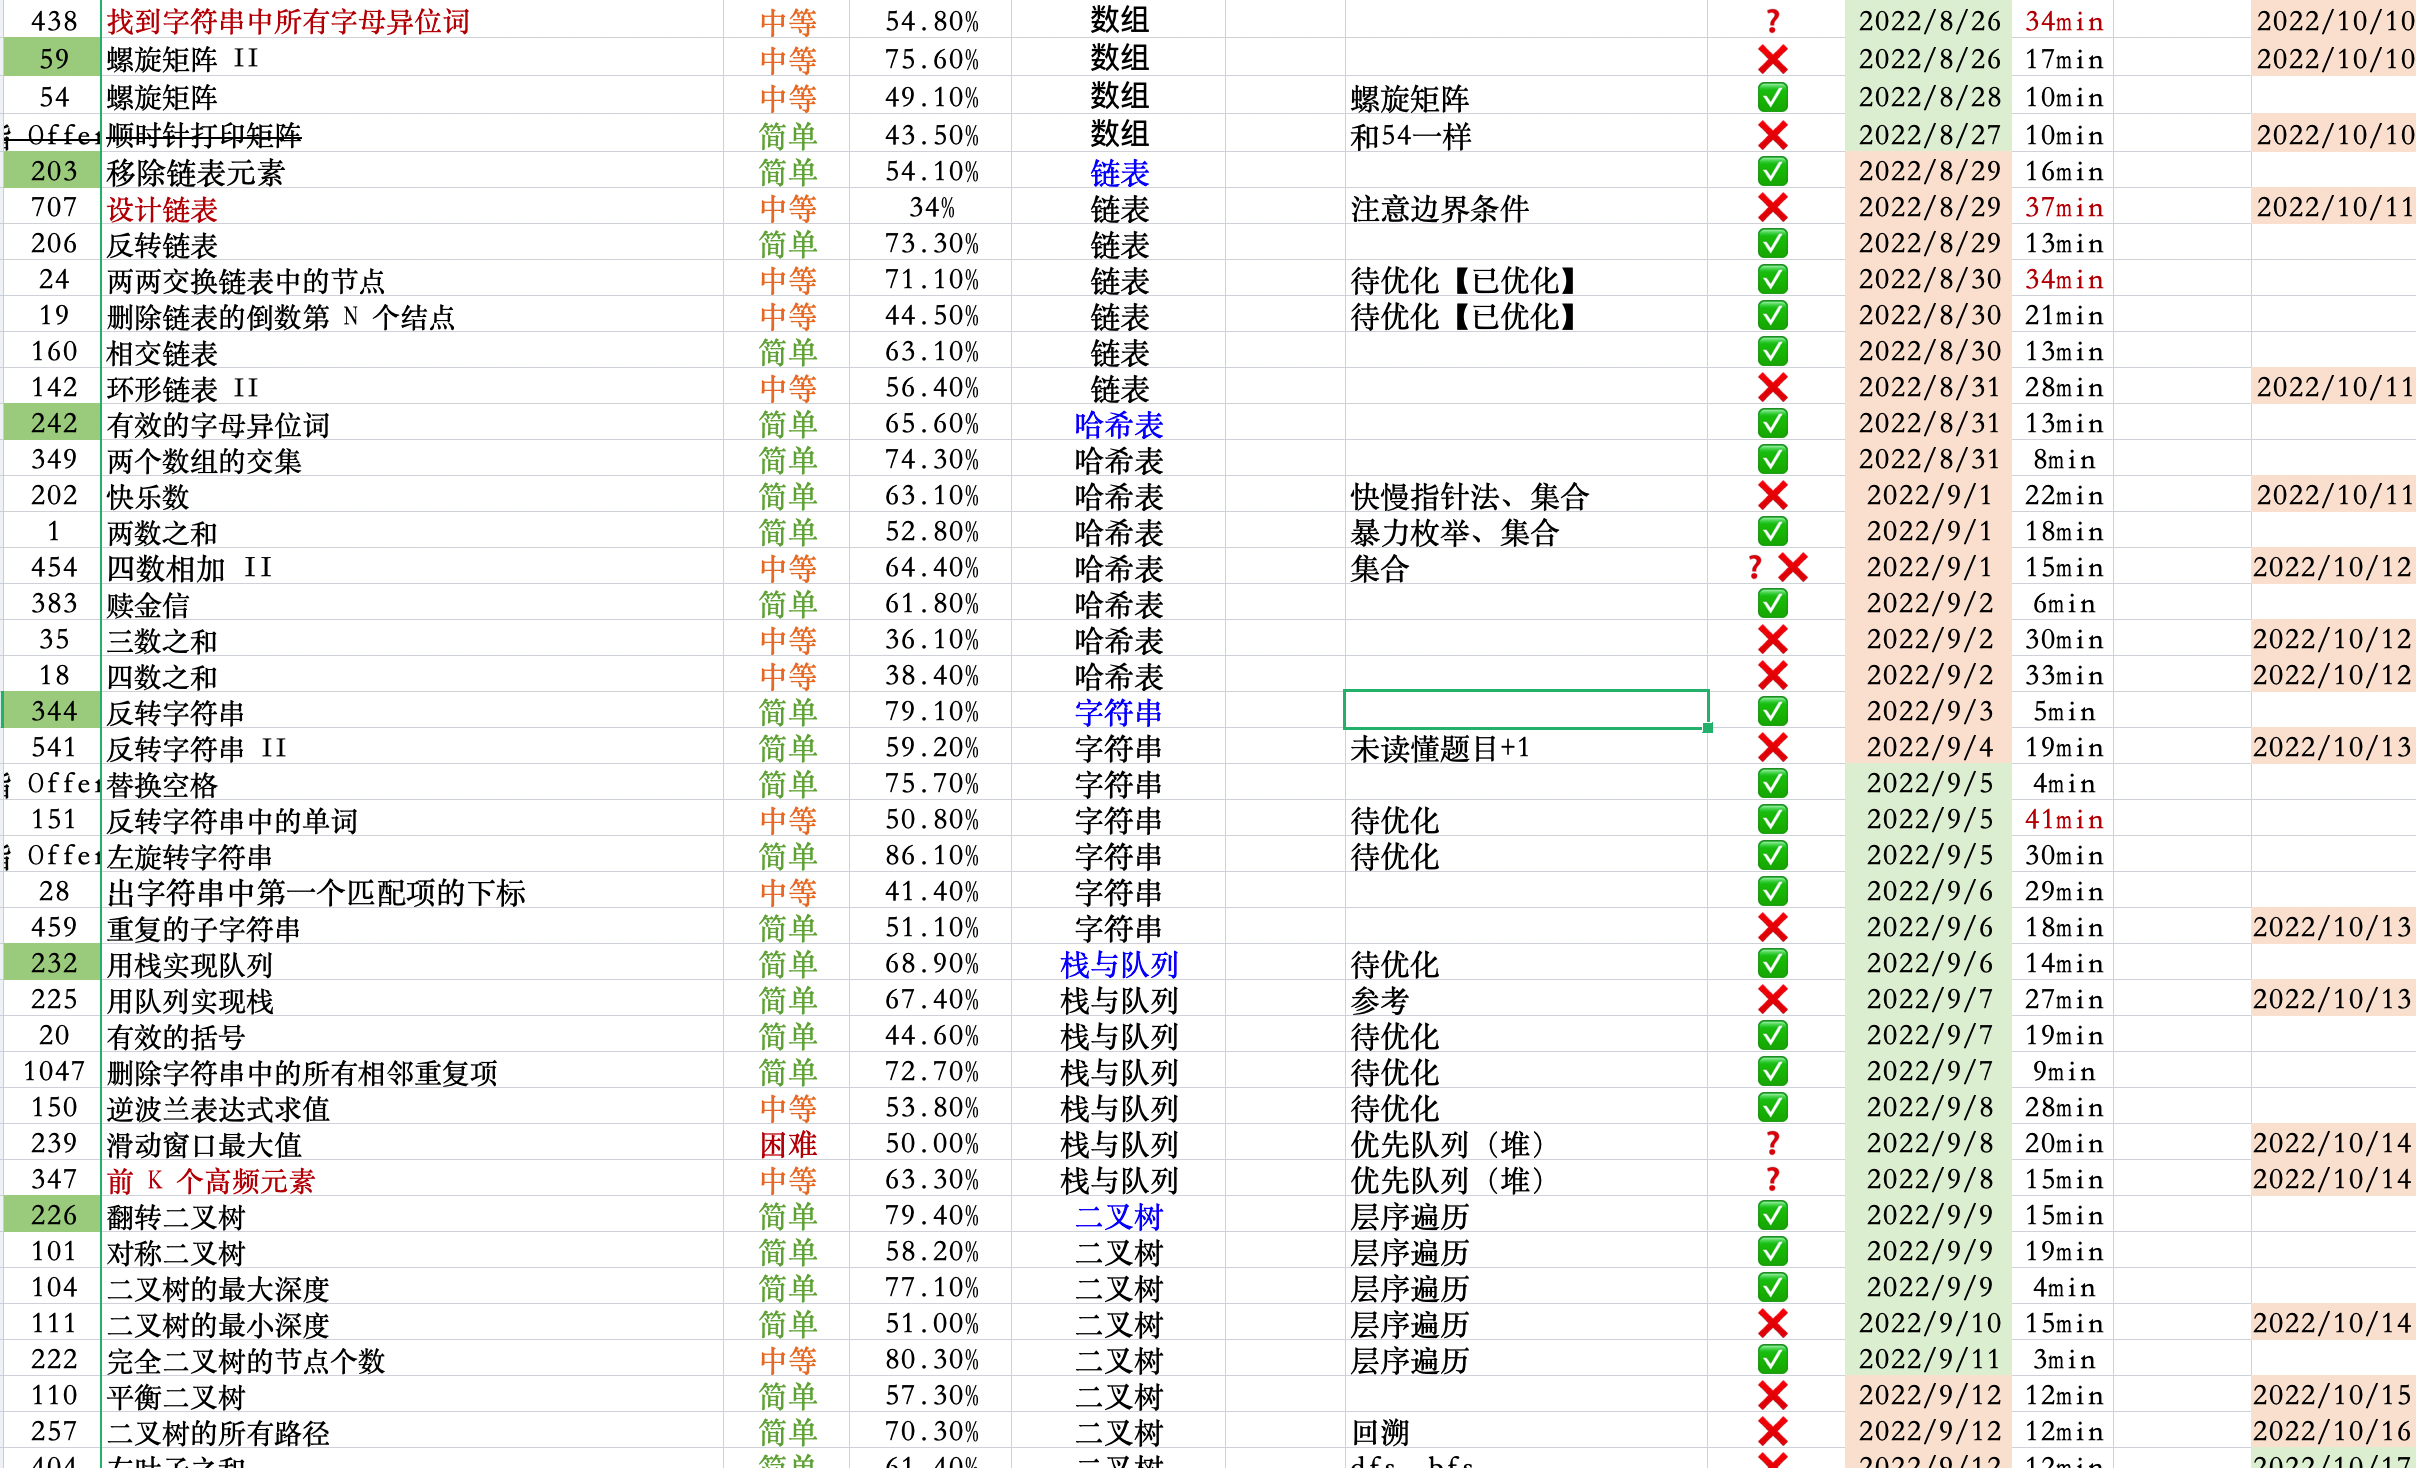 438 找到字符串中所有字母异位词 中等 54.80% 数组 ❓ 2022/8/26 34min 2022/10/10
59 螺旋矩阵 II 中等 75.60% 数组 ❌ 2022/8/26 17min 2022/10/10
54 螺旋矩阵 中等 49.10% 数组 螺旋矩阵 ✅ 2022/8/28 10min
Offer 顺时针打印矩阵 简单 43.50% 数组 和54一样 ❌ 2022/8/27 10min 2022/10/10
203 移除链表元素 简单 54.10% 链表 ✅ 2022/8/29 16min
707 设计链表 中等 34% 链表 注意边界条件 ❌ 2022/8/29 37min 2022/10/11
206 反转链表 简单 73.30% 链表 ✅ 2022/8/29 13min
24 两两交换链表中的节点 中等 71.10% 链表 待优化【已优化】 ✅ 2022/8/30 34min
19 删除链表的倒数第 N 个结点 中等 44.50% 链表 待优化【已优化】 ✅ 2022/8/30 21min
160 相交链表 简单 63.10% 链表 ✅ 2022/8/30 13min
142 环形链表 II 中等 56.40% 链表 ❌ 2022/8/31 28min 2022/10/11
242 有效的字母异位词 简单 65.60% 哈希表 ✅ 2022/8/31 13min
349 两个数组的交集 简单 74.30% 哈希表 ✅ 2022/8/31 8min
202 快乐数 简单 63.10% 哈希表 快慢指针法、集合 ❌ 2022/9/1 22min 2022/10/11
1 两数之和 简单 52.80% 哈希表 暴力枚举、集合 ✅ 2022/9/1 18min
454 四数相加 II 中等 64.40% 哈希表 集合 ❓❌ 2022/9/1 15min 2022/10/12
383 赎金信 简单 61.80% 哈希表 ✅ 2022/9/2 6min
35 三数之和 中等 36.10% 哈希表 ❌ 2022/9/2 30min 2022/10/12
18 四数之和 中等 38.40% 哈希表 ❌ 2022/9/2 33min 2022/10/12
344 反转字符串 简单 79.10% 字符串 ✅ 2022/9/3 5min
541 反转字符串 II 简单 59.20% 字符串 未读懂题目+1 ❌ 2022/9/4 19min 2022/10/13
Offer 替换空格 简单 75.70% 字符串 ✅ 2022/9/5 4min
151 反转字符串中的单词 中等 50.80% 字符串 待优化 ✅ 2022/9/5 41min
Offer 左旋转字符串 简单 86.10% 字符串 待优化 ✅ 2022/9/5 30min
28 出字符串中第一个匹配项的下标 中等 41.40% 字符串 ✅ 2022/9/6 29min
459 重复的子字符串 简单 51.10% 字符串 ❌ 2022/9/6 18min 2022/10/13
232 用栈实现队列 简单 68.90% 栈与队列 待优化 ✅ 2022/9/6 14min
225 用队列实现栈 简单 67.40% 栈与队列 参考 ❌ 2022/9/7 27min 2022/10/13
20 有效的括号 简单 44.60% 栈与队列 待优化 ✅ 2022/9/7 19min
1047 删除字符串中的所有相邻重复项 简单 72.70% 栈与队列 待优化 ✅ 2022/9/7 9min
150 逆波兰表达式求值 中等 53.80% 栈与队列 待优化 ✅ 2022/9/8 28min
239 滑动窗口最大值 困难 50.00% 栈与队列 优先队列（堆） ❓ 2022/9/8 20min 2022/10/14
347 前 K 个高频元素 中等 63.30% 栈与队列 优先队列（堆） ❓ 2022/9/8 15min 2022/10/14
226 翻转二叉树 简单 79.40% 二叉树 层序遍历 ✅ 2022/9/9 15min
101 对称二叉树 简单 58.20% 二叉树 层序遍历 ✅ 2022/9/9 19min
104 二叉树的最大深度 简单 77.10% 二叉树 层序遍历 ✅ 2022/9/9 4min
111 二叉树的最小深度 简单 51.00% 二叉树 层序遍历 ❌ 2022/9/10 15min 2022/10/14
222 完全二叉树的节点个数 中等 80.30% 二叉树 层序遍历 ✅ 2022/9/11 3min
110 平衡二叉树 简单 57.30% 二叉树 ❌ 2022/9/12 12min 2022/10/15
257 二叉树的所有路径 简单 70.30% 二叉树 回溯 ❌ 2022/9/12 12min 2022/10/16
404 左叶子之和 简单 61.40% 二叉树 dfs、bfs ❌ 2022/9/12 12min 2022/10/17